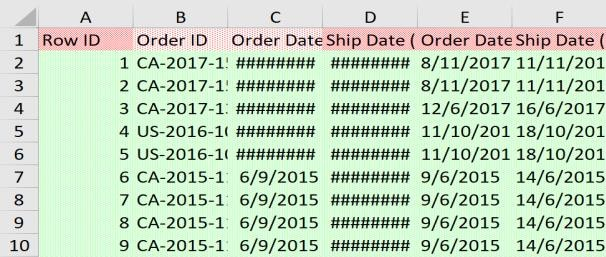 A B C D E F
1 Row ID Order ID Order Date Ship Date ( Order Date Ship Date (
2 1 CA-2017-1 ######## ######## 8/11/2017 11/11/201
3 2 CA-2017-1 ######## ######## 8/11/2017 11/11/201
4 3 CA-2017-1 ######## ######## 12/6/2017 16/6/2017
5 4 US-2016-1 ######## ######## 11/10/201 18/10/201
6 5 US-2016-1 ######## ######## 11/10/201 18/10/201
7 6 CA-2015-1 6/9/2015 ######## 9/6/2015 14/6/2015
8 7 CA-2015-1 6/9/2015 ######## 9/6/2015 14/6/2015
9 8 CA-2015-1 6/9/2015 ######## 9/6/2015 14/6/2015
10 9 CA-2015-1 6/9/2015 ######## 9/6/2015 14/6/2015